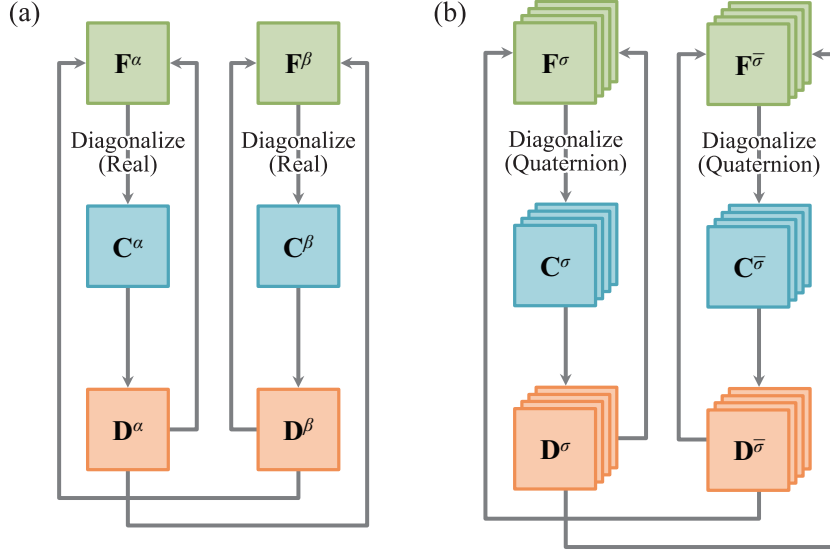 (a)
F^α F^β
Diagonalize Diagonalize
(Real) (Real)
C^α C^β
D^α D^β
(b)
F^σ F^σ̅
Diagonalize Diagonalize
(Quaternion) (Quaternion)
C^σ C^σ̅
D^σ D^σ̅